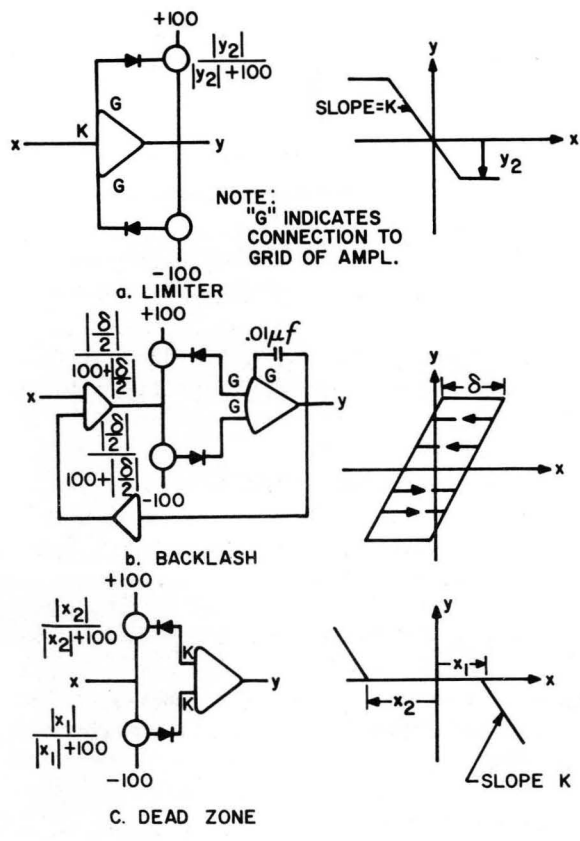 +100
|y₂|
|y₂|+100
G
K
x
y
G
-100
NOTE:
"G" INDICATES
CONNECTION TO
GRID OF AMPL.
y
SLOPE=K
x
y₂
a. LIMITER
+100
|δ/2|
100+|δ/2|
x
|δ/2|
100+|δ/2|
-100
.01μf
G
G
G
y
y
δ
x
b. BACKLASH
+100
|x₂|
|x₂|+100
K
x
y
K
|x₁|
|x₁|+100
-100
y
x₁
x
x₂
SLOPE K
C. DEAD ZONE